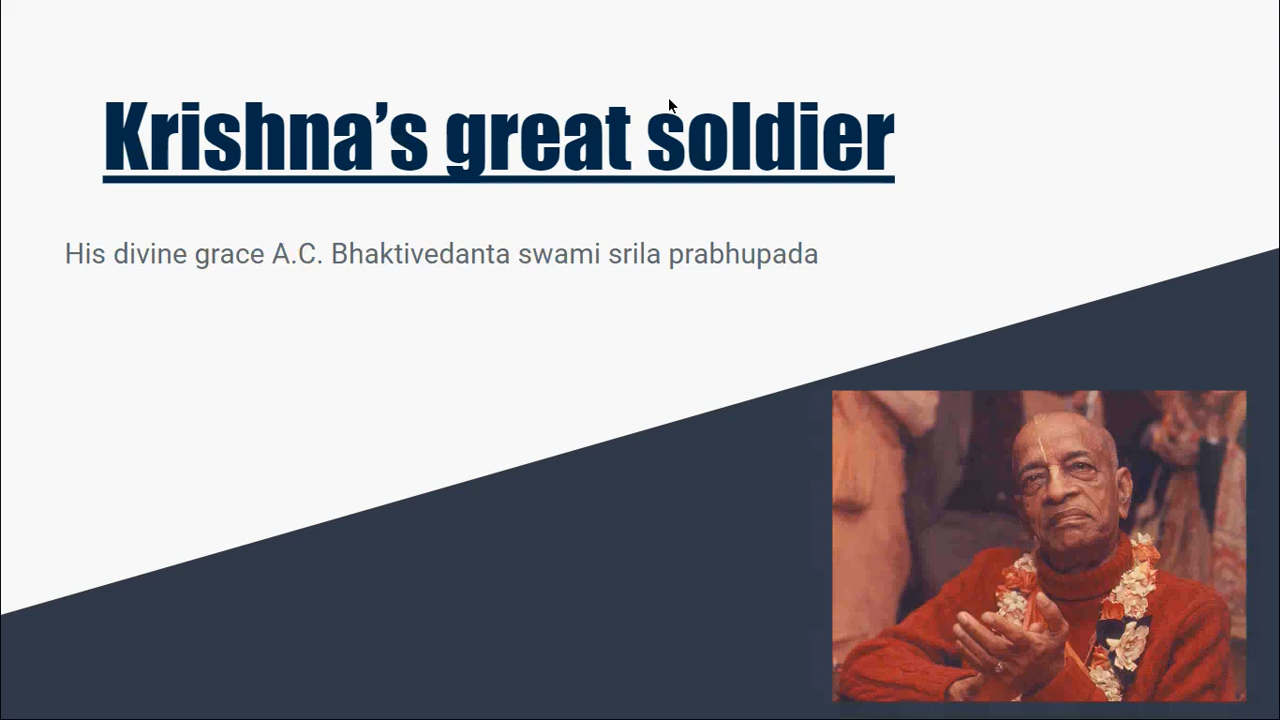 Krishna’s great soldier
His divine grace A.C. Bhaktivedanta swami srila prabhupada